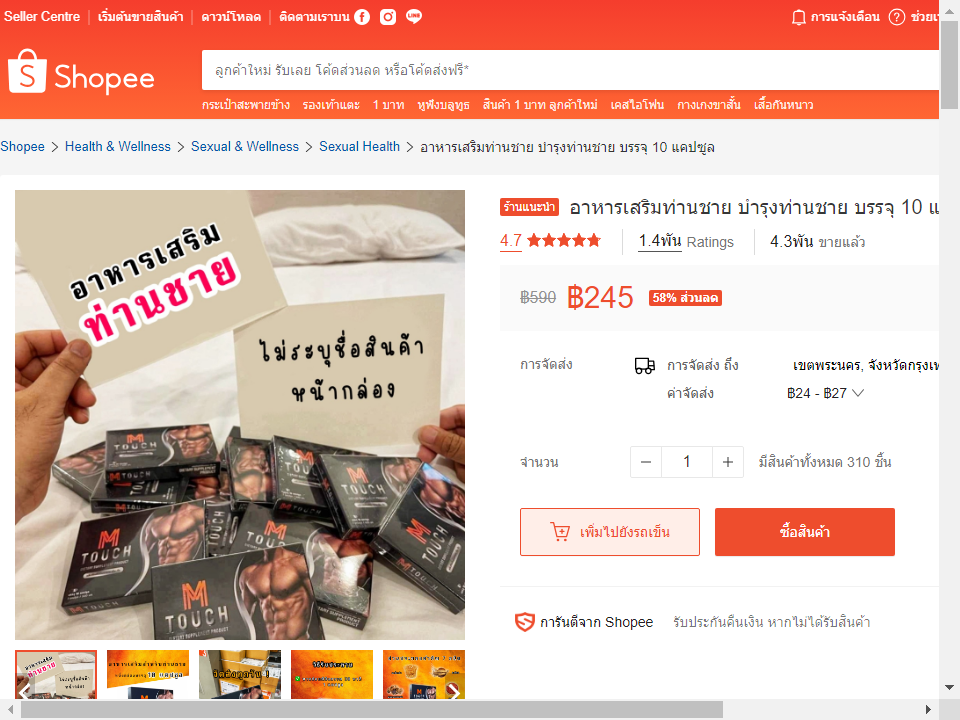 Seller Centre
เริ่มต้นขายสินค้า
ดาวน์โหลด
ติดตามเราบน
การแจ้งเตือน
Shopee
ลูกค้าใหม่ รับเลย โค้ดส่วนลด หรือโค้ดส่งฟรี*
กระเป๋าสะพายข้าง รองเท้าแตะ 1 บาท หูฟังบลูทูธ สินค้า 1 บาท ลูกค้าใหม่ เคสไอโฟน กางเกงขาสั้น เสื้อกันหนาว
Shopee > Health & Wellness > Sexual & Wellness > Sexual Health > อาหารเสริมท่านชาย บำรุงท่านชาย บรรจุ 10 แคปซูล
อาหารเสริม
ท่านชาย
ไม่ระบุชื่อสินค้า
หน้ากล่อง
M
TOUCH
M
TOUCH
M
TOUCH
M
TOUCH
DIETARY SUPPLEMENT PRODUCT
ร้านแนะนำ อาหารเสริมท่านชาย บำรุงท่านชาย บรรจุ 10
4.7
1.4พัน Ratings
4.3พัน ขายแล้ว
฿590 ฿245 58% ส่วนลด
การจัดส่ง การจัดส่ง ถึง เขตพระนคร,
ค่าจัดส่ง ฿24 - ฿27
จำนวน − 1 + มีสินค้าทั้งหมด 310 ชิ้น
เพิ่มไปยังรถเข็น
ซื้อสินค้า
การันตีจาก Shopee รับประกันคืนเงิน หากไม่ได้รับสินค้า